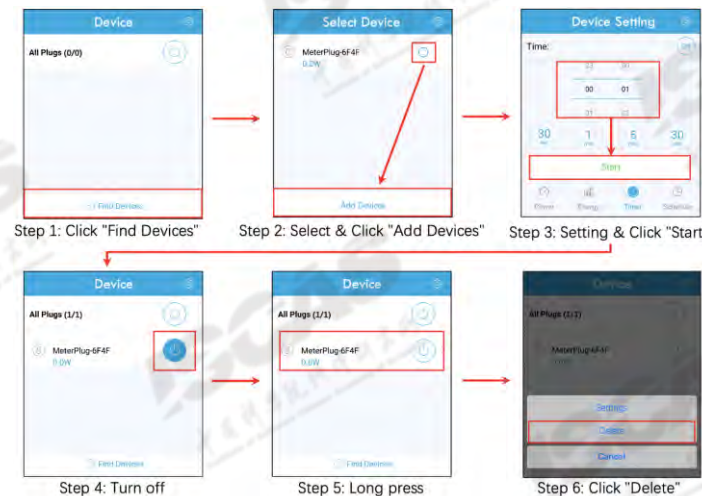 Device
All Plugs (0/0)
Find Devices
Step 1: Click "Find Devices"
Select Device
MeterPlug-6F4F
0.2W
Add Devices
Step 2: Select & Click "Add Devices"
Device Setting
Time:
00 01
30 1 5 30
Start
Energy Timer Schedule
Step 3: Setting & Click "Start
Device
All Plugs (1/1)
MeterPlug-6F4F
0.0W
Find Devices
Step 4: Turn off
Device
All Plugs (1/1)
MeterPlug-6F4F
0.0W
Find Devices
Step 5: Long press
Device
All Plugs (1/1)
MeterPlug-6F4F
Settings
Delete
Cancel
Step 6: Click "Delete"